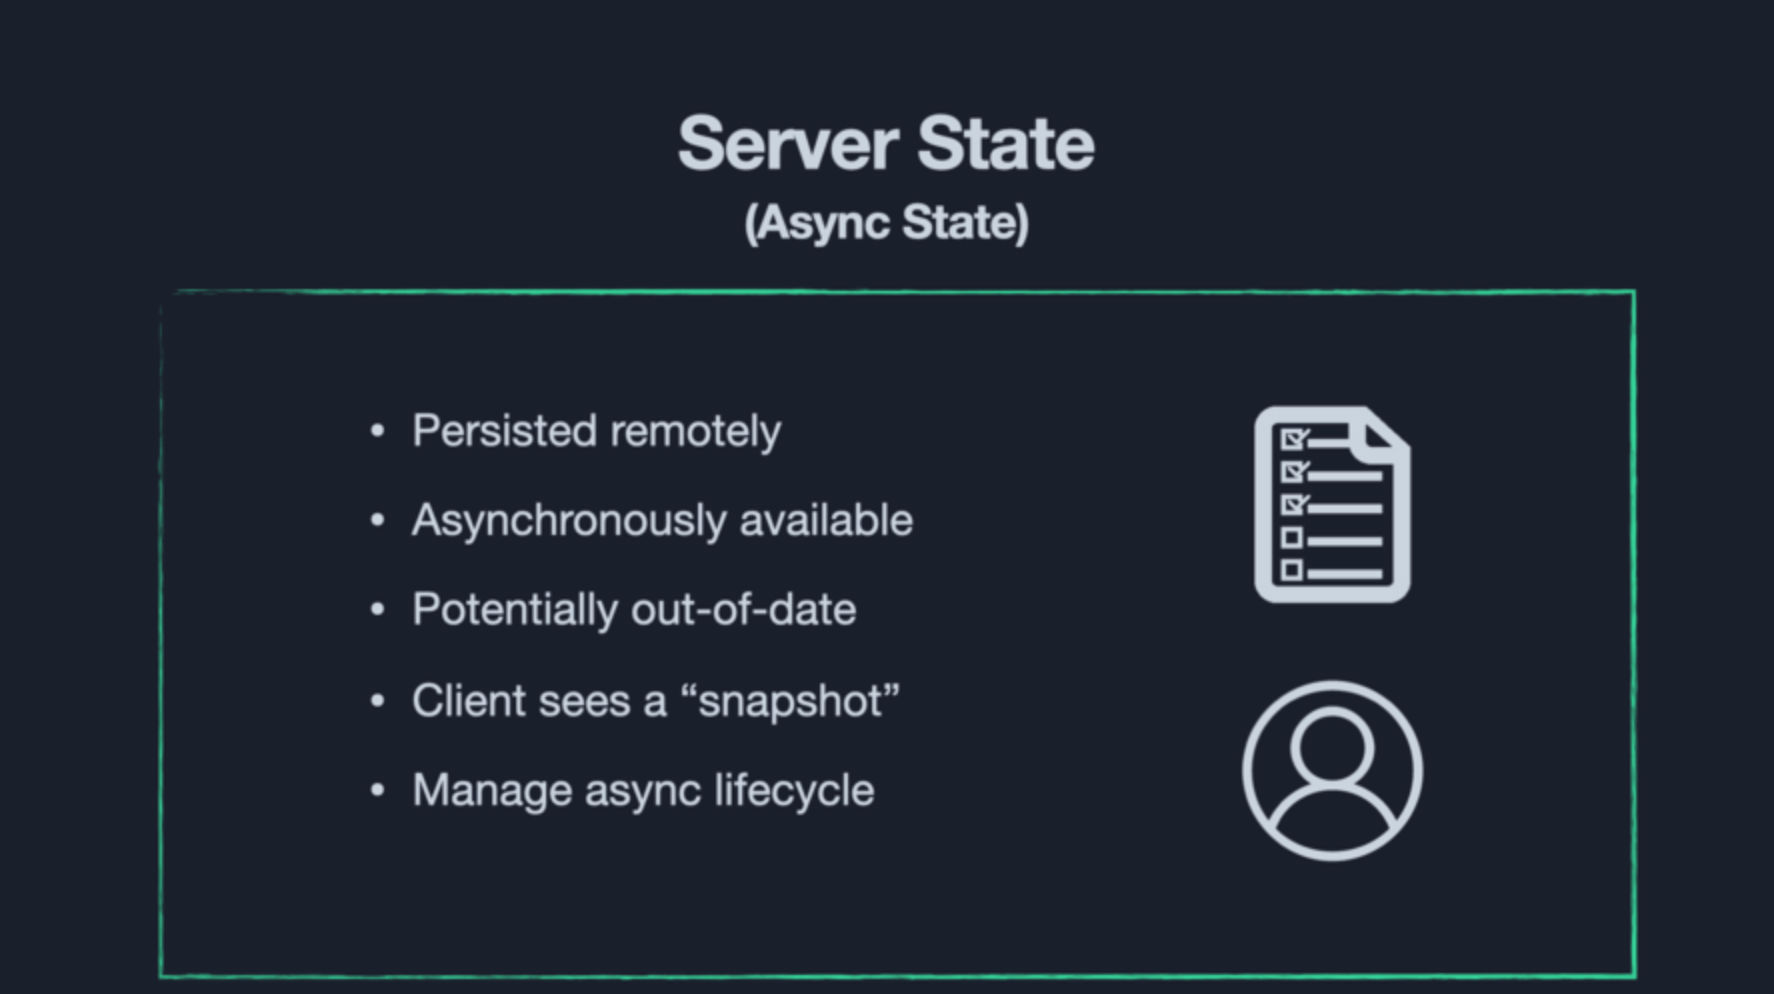 Server State
(Async State)
• Persisted remotely
• Asynchronously available
• Potentially out-of-date
• Client sees a “snapshot”
• Manage async lifecycle